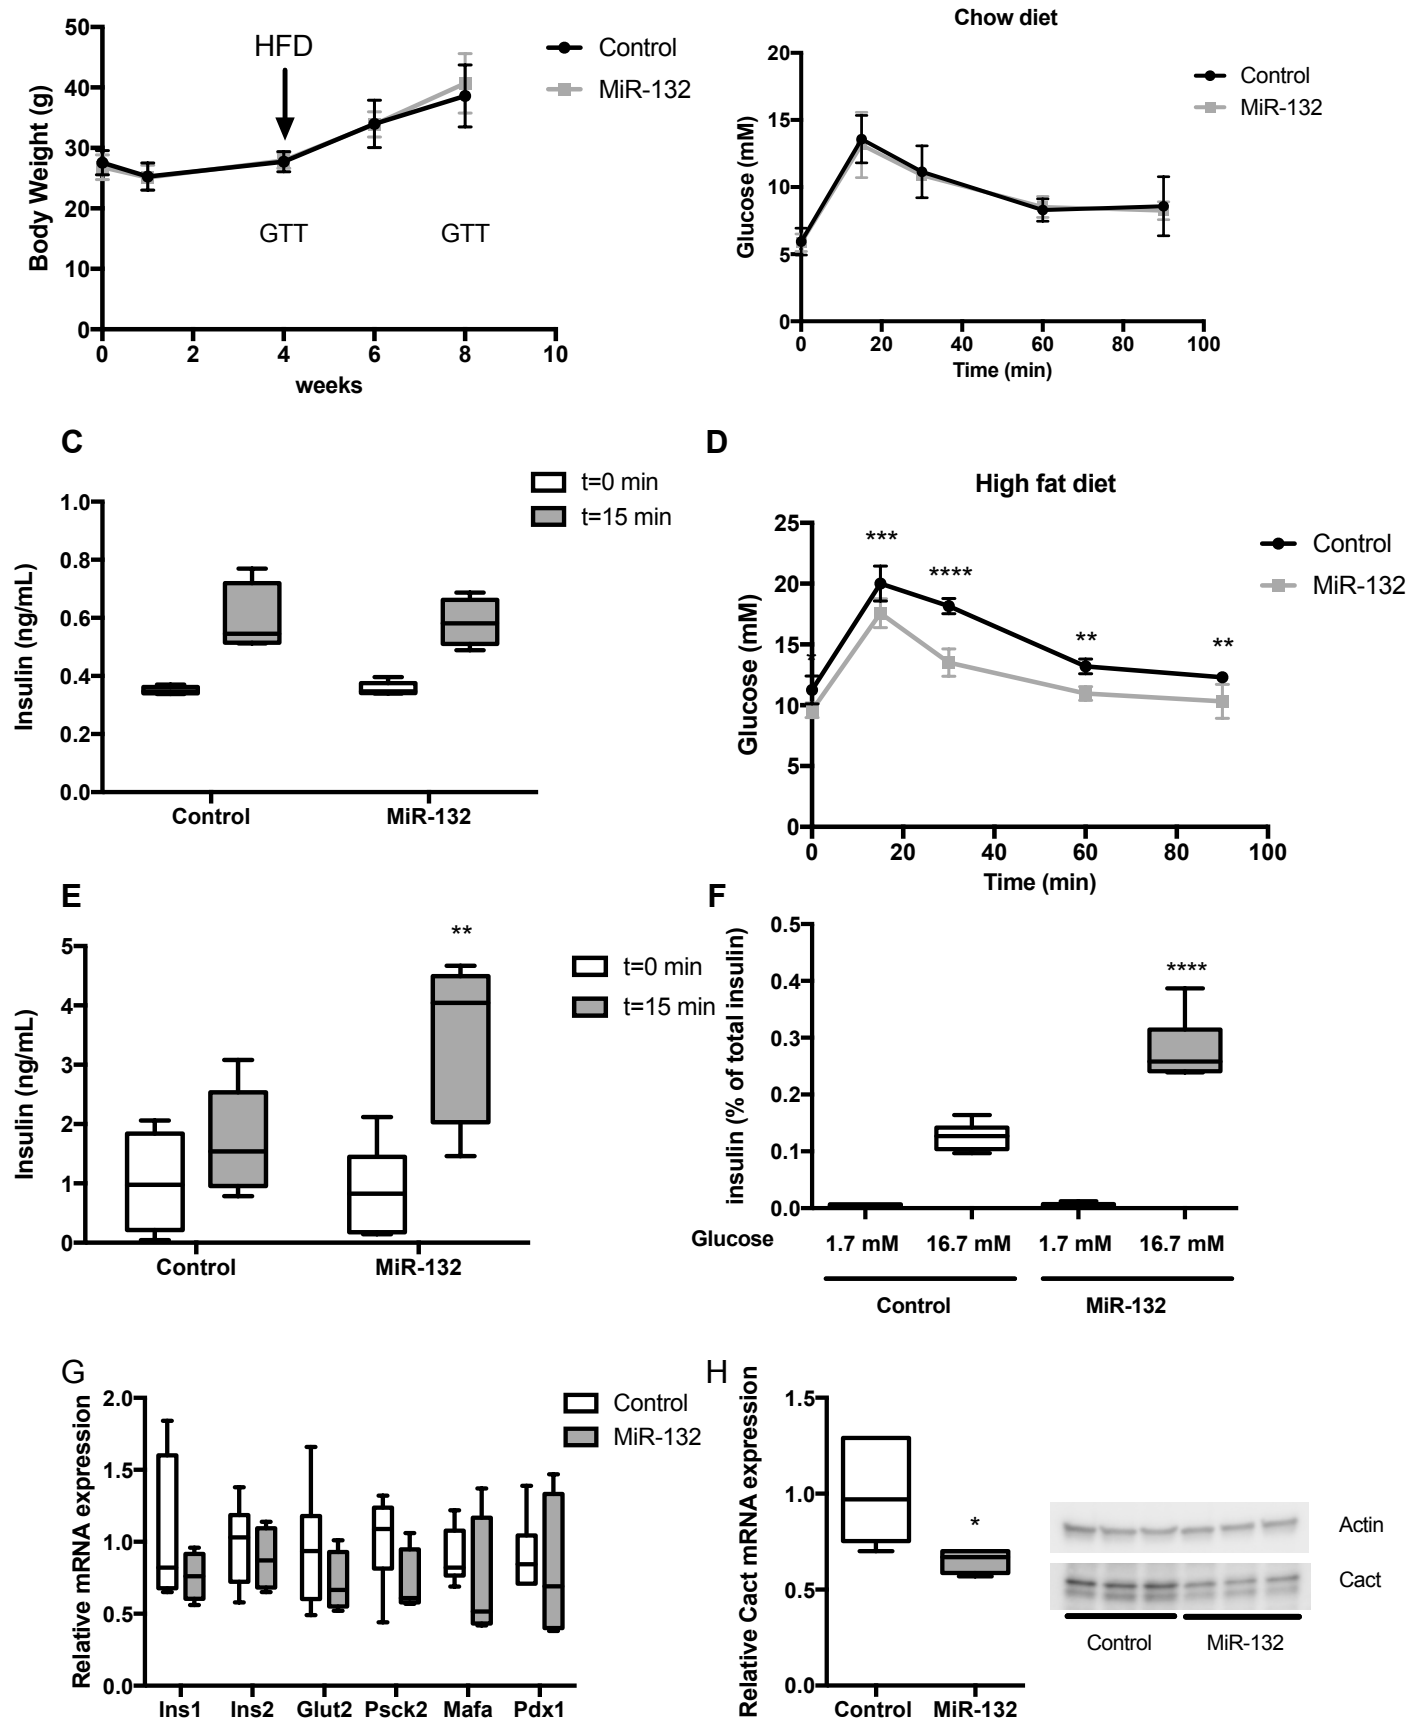 Chow diet
50
40
30
20
10
0
Body Weight (g)
HFD
GTT
GTT
Control
MiR-132
0
2
4
6
8
10
weeks
20
15
10
5
0
Glucose (mM)
Control
MiR-132
0
20
40
60
80
100
Time (min)
C
1.0
0.8
0.6
0.4
0.2
0.0
Insulin (ng/mL)
t=0 min
t=15 min
Control
MiR-132
D
High fat diet
25
20
15
10
5
0
Glucose (mM)
*
***
****
**
**
Control
MiR-132
0
20
40
60
80
100
Time (min)
E
5
4
3
2
1
0
Insulin (ng/mL)
**
t=0 min
t=15 min
Control
MiR-132
F
0.5
0.4
0.3
0.2
0.1
0.0
insulin (% of total insulin)
****
Glucose
1.7 mM
16.7 mM
1.7 mM
16.7 mM
Control
MiR-132
G
2.0
1.5
1.0
0.5
0.0
Relative mRNA expression
Control
MiR-132
Ins1
Ins2
Glut2
Psck2
Mafa
Pdx1
H
1.5
1.0
0.5
0.0
Relative Cact mRNA expression
*
Control
MiR-132
Actin
Cact
Control
MiR-132